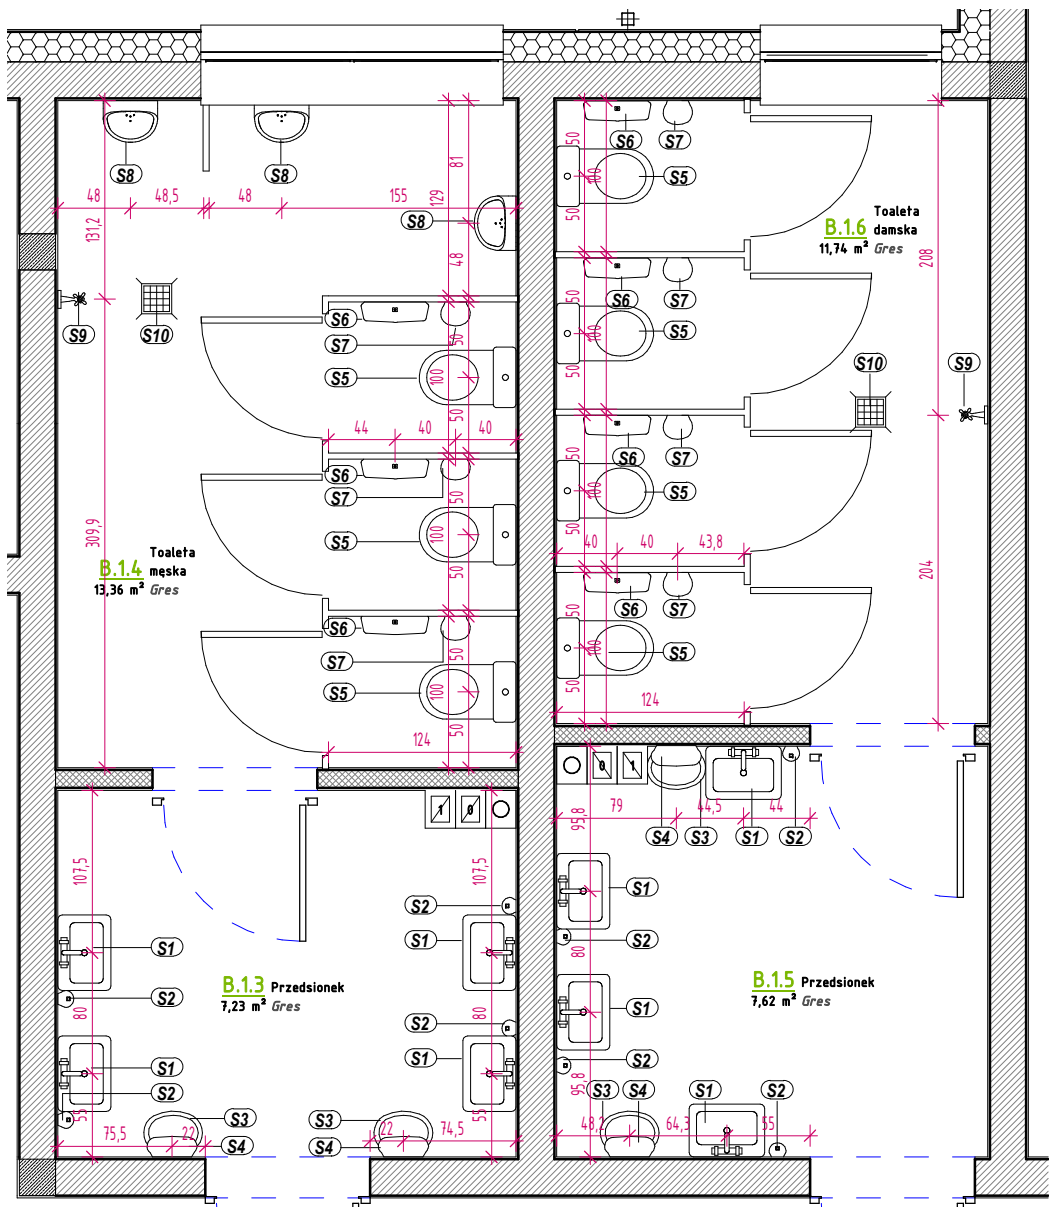 S8
S8
48
48,5
48
155
131,2
81
129
48
S8
S9
S10
S6
S7
S5
50
100
50
44
40
40
S6
S7
S5
50
100
50
309,9
B.1.4 Toaleta
męska
13,36 m² Gres
S6
S7
S5
50
100
50
124
S6
S7
S5
50
100
50
B.1.6 Toaleta
damska
11,74 m² Gres
208
S6
S7
S5
50
100
50
S10
S9
S6
S7
S5
50
100
50
40
40
43,8
204
S6
S7
S5
50
100
50
124
1
0
107,5
107,5
S2
S1
S1
S2
80
B.1.3 Przedsionek
7,23 m² Gres
S2
80
S1
S1
S2
55
55
S3
S4
S3
S4
75,5
22
22
74,5
0
1
79
44,5
44
95,8
S4
S3
S1
S2
S1
S2
80
B.1.5 Przedsionek
7,62 m² Gres
S1
S2
95,8
S3
S4
S1
S2
48,2
64,3
55